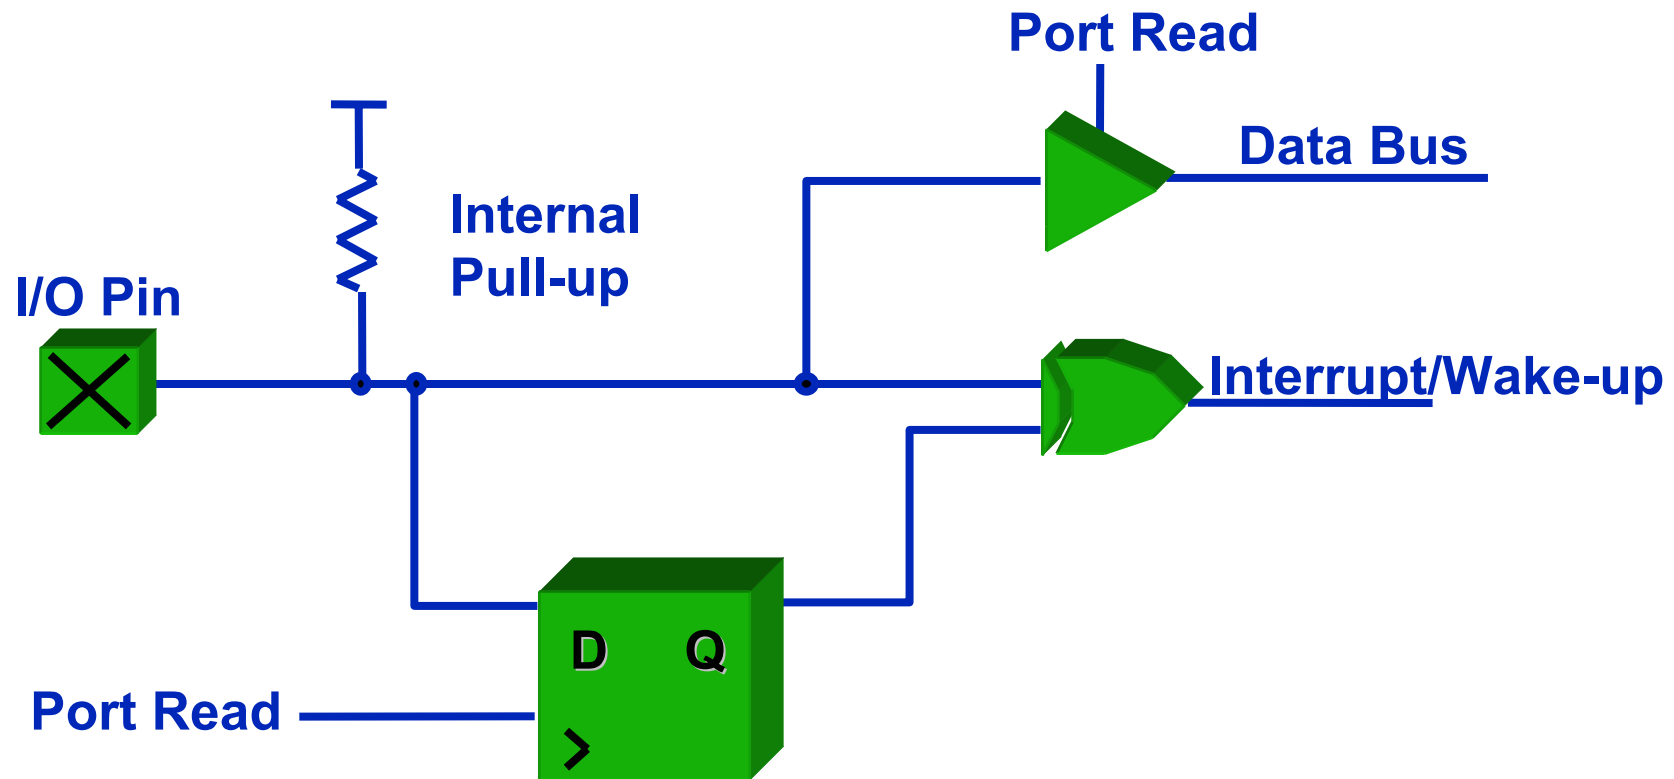 Port Read
Data Bus
Internal
Pull-up
I/O Pin
Interrupt/Wake-up
D Q
Port Read